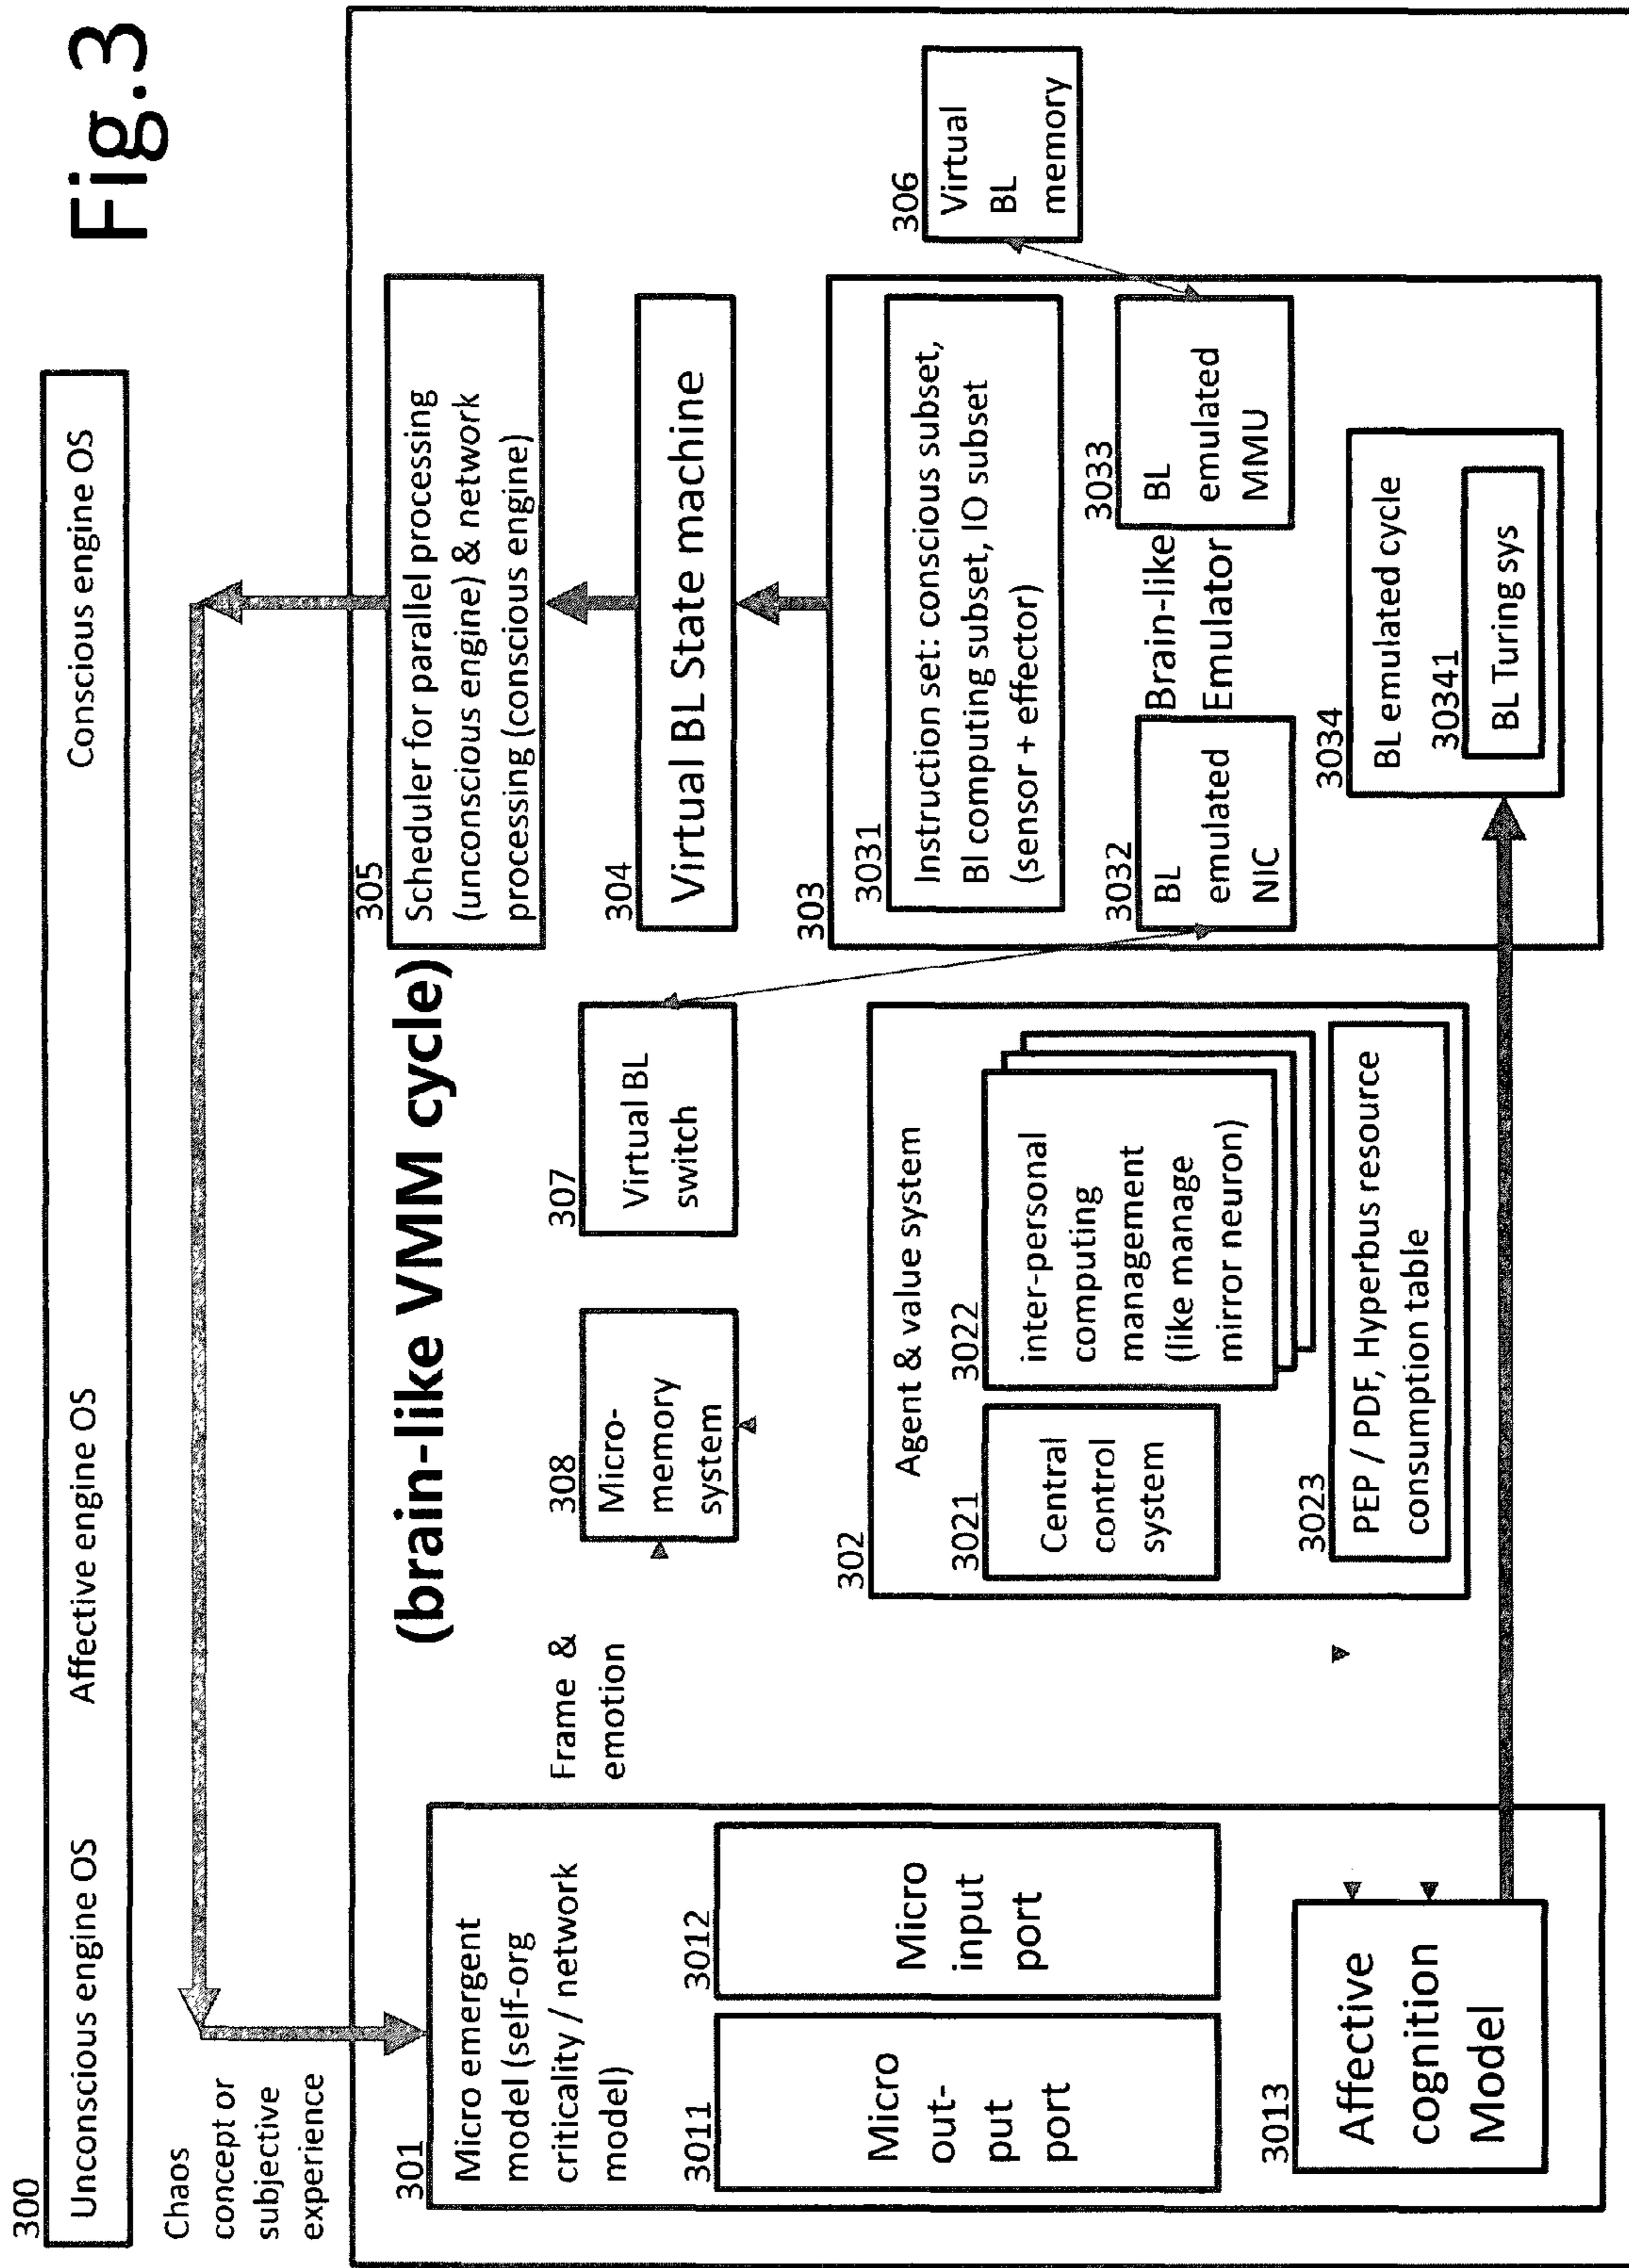 Fig.3
300
Unconscious engine OS
Affective engine OS
Conscious engine OS
Chaos
concept or
subjective
experience
(brain-like VMM cycle)
301
Micro emergent
model (self-org
criticality / network
model)
3011
Micro
out-
put
port
3012
Micro
input
port
3013
Affective
cognition
Model
Frame &
emotion
308
Micro-
memory
system
307
Virtual BL
switch
302
Agent & value system
3021
Central
control
system
3022
inter-personal
computing
management
(like manage
mirror neuron)
3023
PEP / PDF, Hyperbus resource
consumption table
305
Scheduler for parallel processing
(unconscious engine) & network
processing (conscious engine)
304
Virtual BL State machine
303
3031
Instruction set: conscious subset,
BI computing subset, IO subset
(sensor + effector)
3032
BL
emulated
NIC
Brain-like
Emulator
3033
BL
emulated
MMU
3034
BL emulated cycle
30341
BL Turing sys
306
Virtual
BL
memory